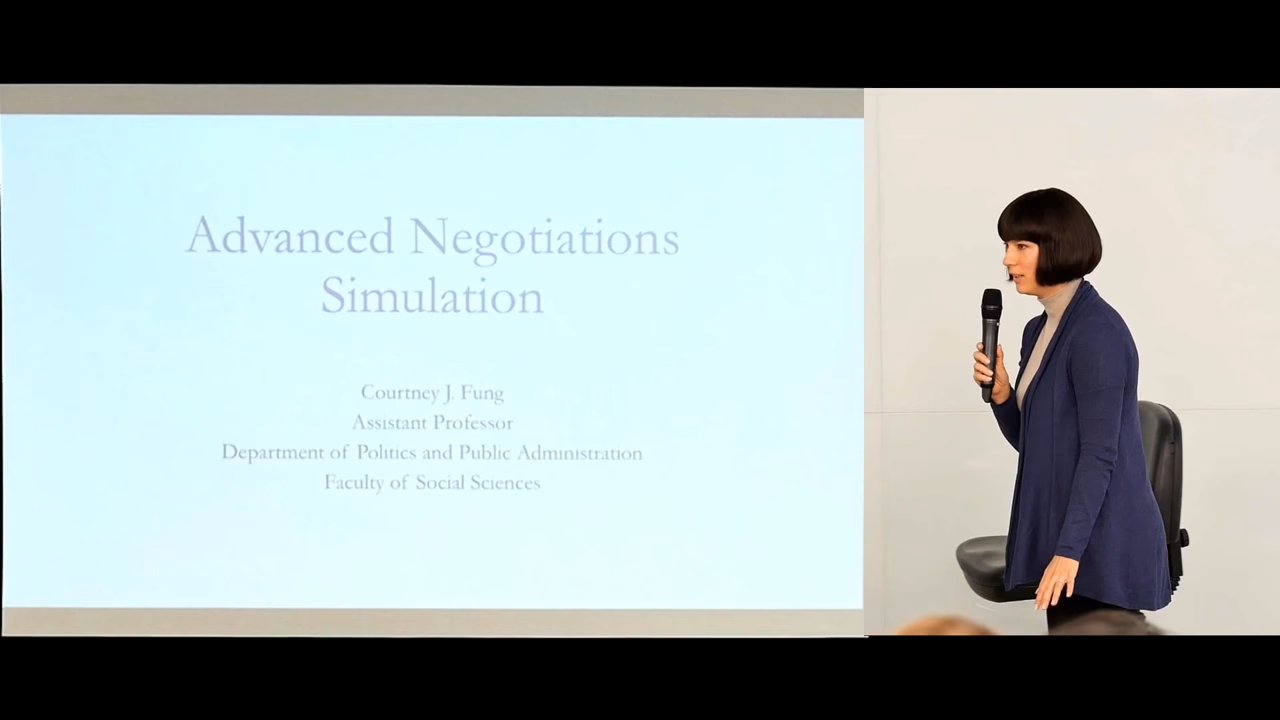 Advanced Negotiations
Simulation
Courtney J. Fung
Assistant Professor
Department of Politics and Public Administration
Faculty of Social Sciences